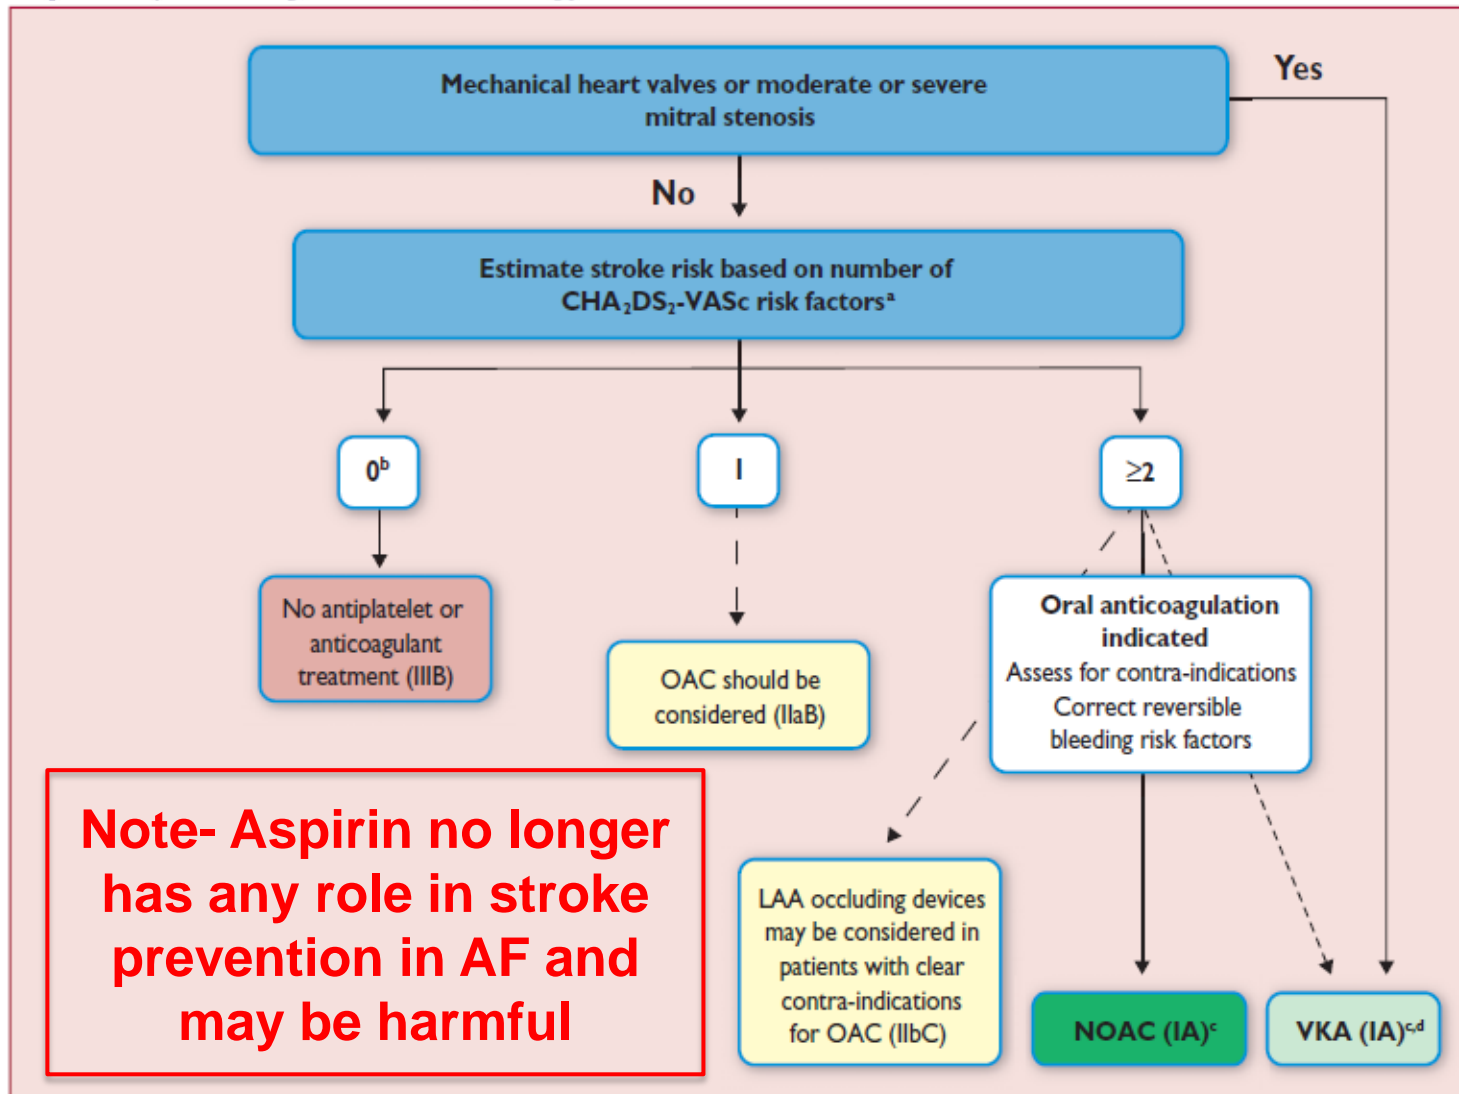 Mechanical heart valves or moderate or severe
mitral stenosis
Yes
No
Estimate stroke risk based on number of
CHA₂DS₂-VASc risk factorsᵃ
0ᵇ
1
≥2
No antiplatelet or
anticoagulant
treatment (IIIB)
OAC should be
considered (IIaB)
Oral anticoagulation
indicated
Assess for contra-indications
Correct reversible
bleeding risk factors
Note- Aspirin no longer
has any role in stroke
prevention in AF and
may be harmful
LAA occluding devices
may be considered in
patients with clear
contra-indications
for OAC (IIbC)
NOAC (IA)ᶜ
VKA (IA)ᶜ,ᵈ